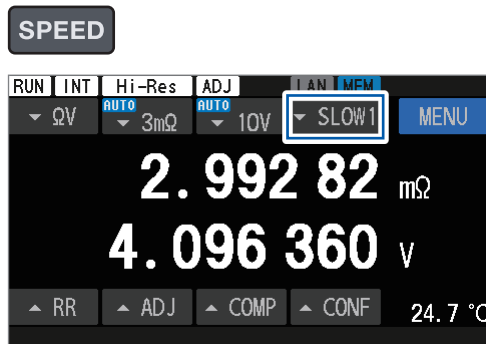 SPEED
RUN INT Hi-Res ADJ LAN MEM
ΩV AUTO 3mΩ AUTO 10V SLOW1 MENU
2.992 82 mΩ
4.096 360 V
RR ADJ COMP CONF 24.7 °C